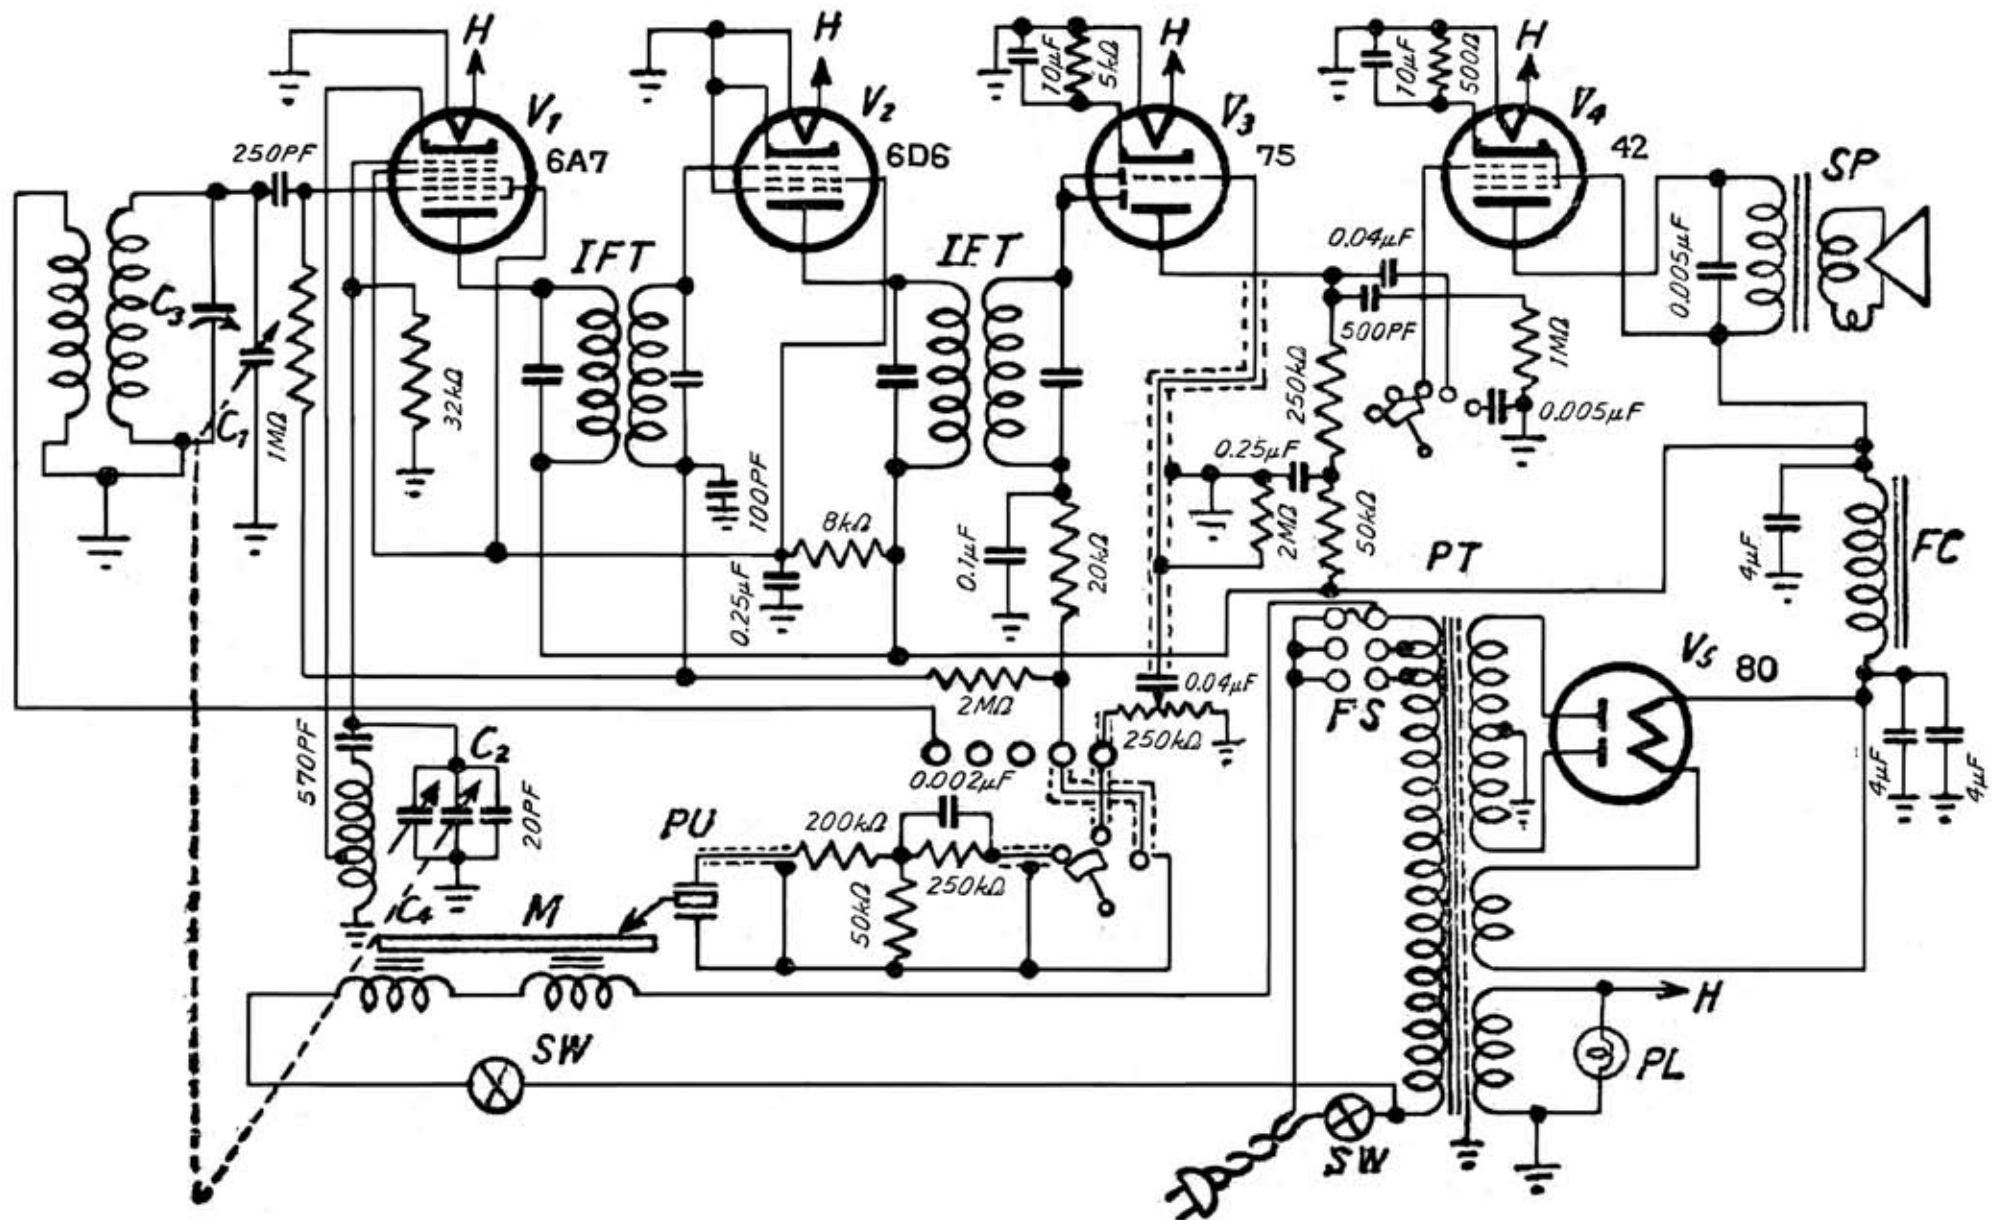 H
H
H
H
10μF
5kΩ
10μF
500Ω
V1
6A7
V2
6D6
V3
75
V4
42
SP
250PF
IFT
IFT
0.04μF
0.005μF
C3
500PF
1MΩ
C1
1MΩ
32kΩ
250kΩ
0.005μF
100PF
0.25μF
8kΩ
0.1μF
20kΩ
2MΩ
50kΩ
PT
4μF
FC
0.25μF
V5
80
2MΩ
0.04μF
FS
250kΩ
570PF
C2
20PF
0.002μF
4μF
4μF
PU
200kΩ
250kΩ
50kΩ
C4
M
H
SW
PL
SW